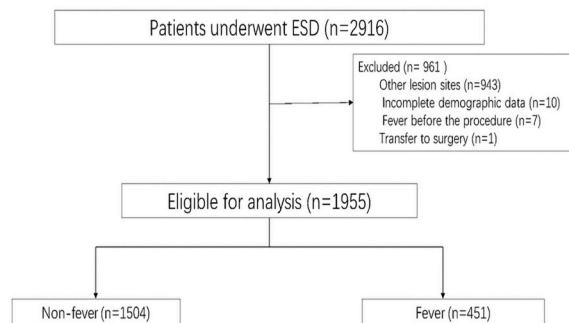 Patients underwent ESD (n=2916)
Excluded (n= 961 )
Other lesion sites (n=943)
Incomplete demographic data (n=10)
Fever before the procedure (n=7)
Transfer to surgery (n=1)
Eligible for analysis (n=1955)
Non-fever (n=1504)
Fever (n=451)